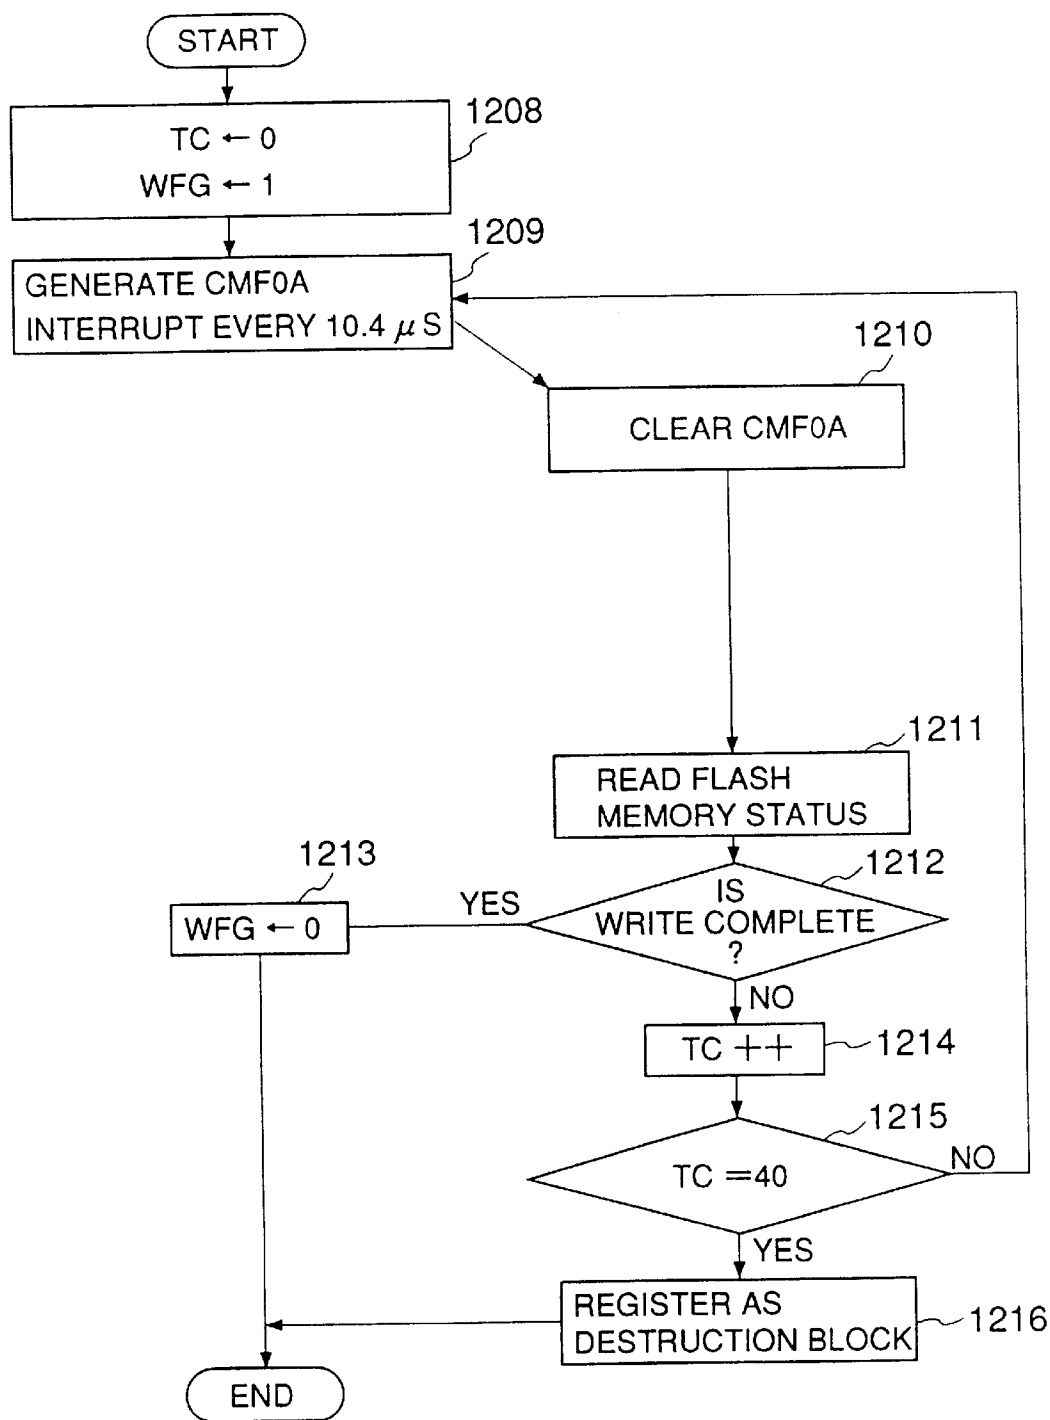 START
1208
TC ← 0
WFG ← 1
1209
GENERATE CMF0A
INTERRUPT EVERY 10.4 μS
1210
CLEAR CMF0A
1211
READ FLASH
MEMORY STATUS
1212
IS
WRITE COMPLETE
?
YES
1213
WFG ← 0
NO
TC ++
1214
1215
TC =40
NO
YES
REGISTER AS
DESTRUCTION BLOCK
1216
END